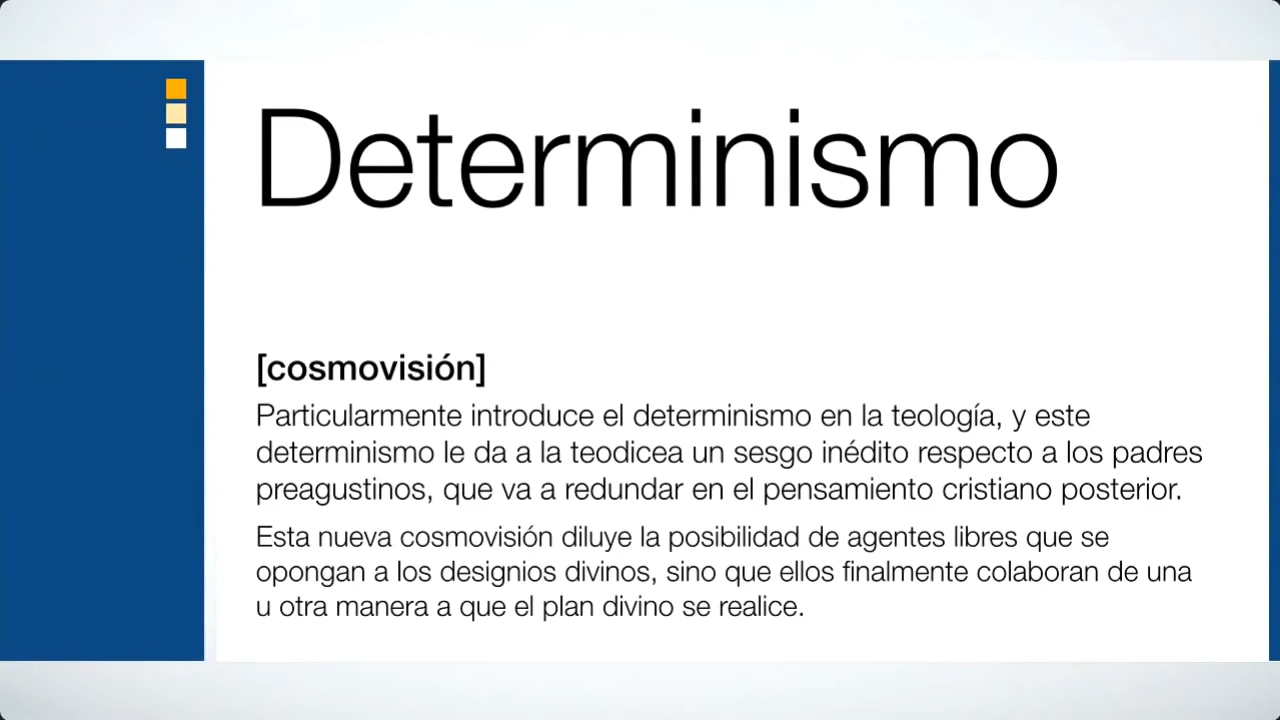 Determinismo
[cosmovisión]
Particularmente introduce el determinismo en la teología, y este
determinismo le da a la teodicea un sesgo inédito respecto a los padres
preagustinos, que va a redundar en el pensamiento cristiano posterior.
Esta nueva cosmovisión diluye la posibilidad de agentes libres que se
opongan a los designios divinos, sino que ellos finalmente colaboran de una
u otra manera a que el plan divino se realice.